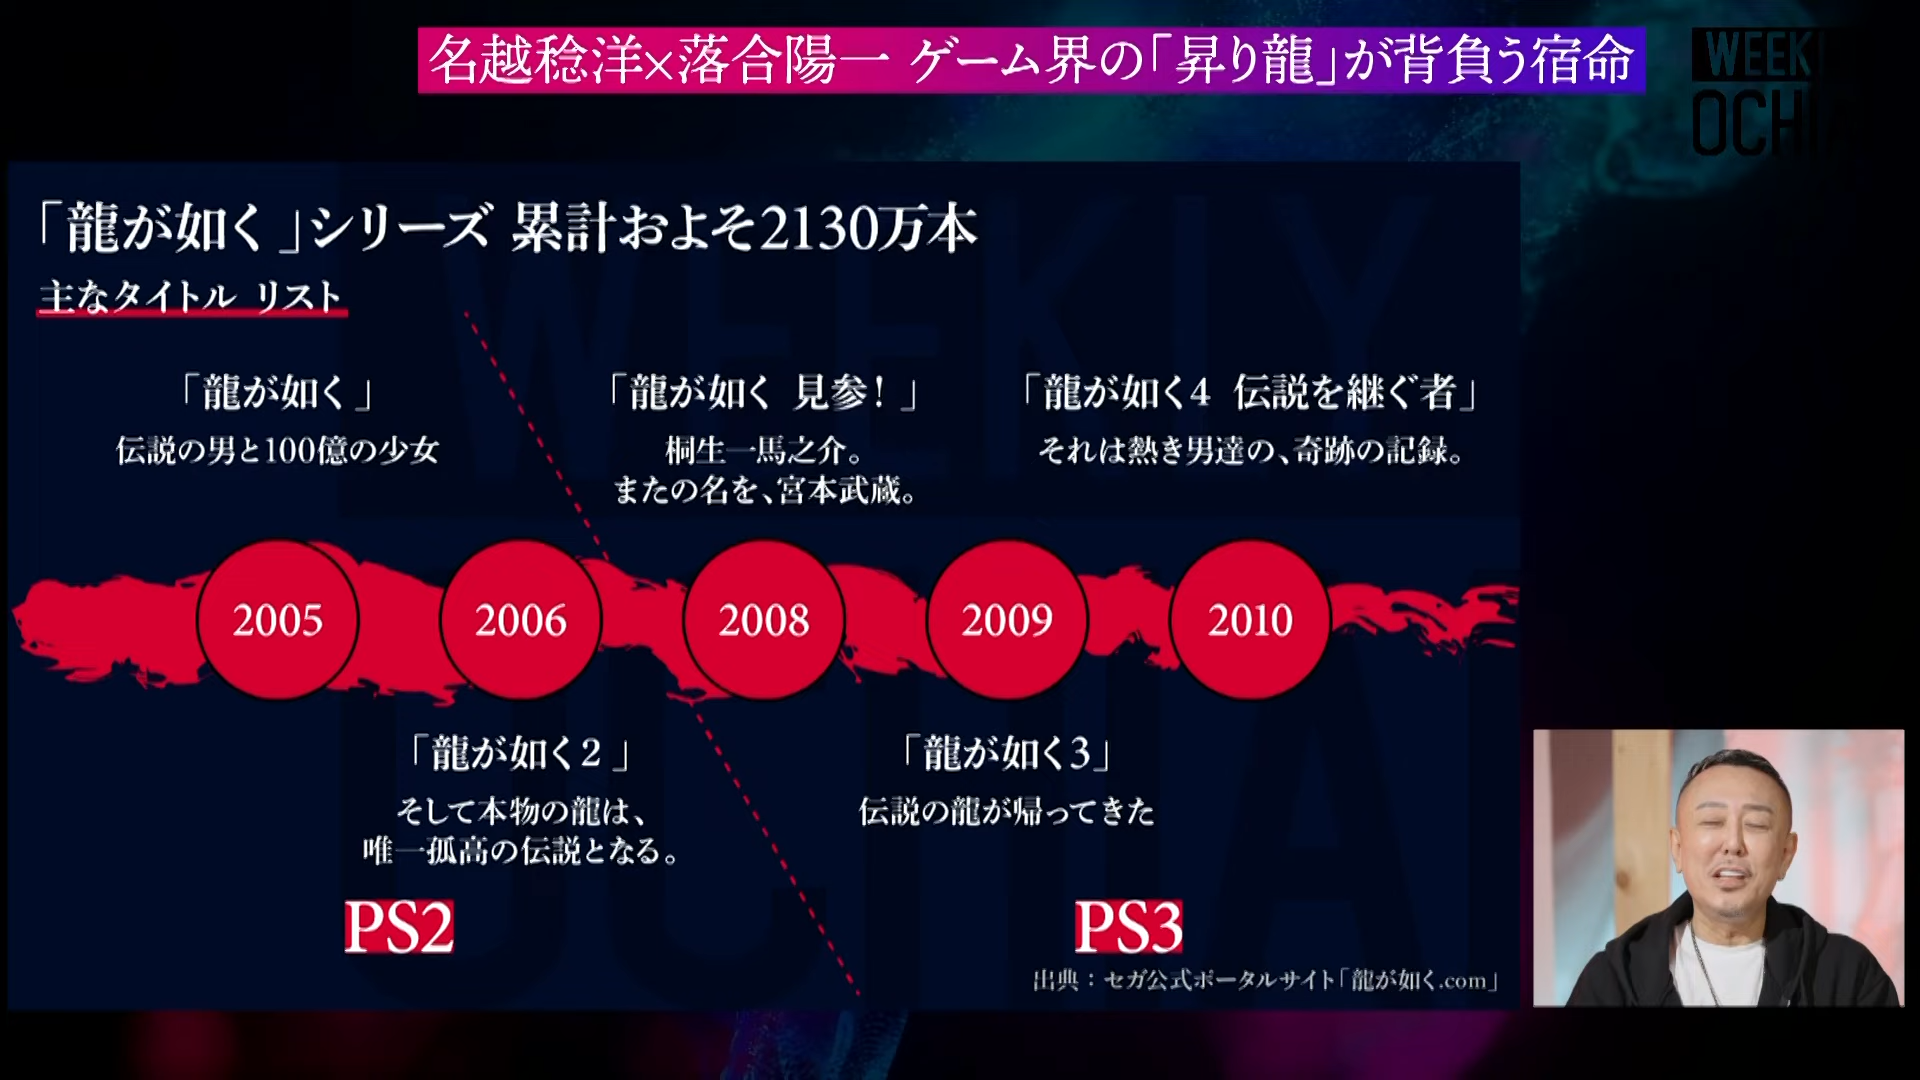 名越稔洋×落合陽一 ゲーム界の「昇り龍」が背負う宿命
WEEKLY
OCHIAI
「龍が如く」シリーズ 累計およそ2130万本
主なタイトル リスト
「龍が如く」
伝説の男と100億の少女
「龍が如く 見参!」
桐生一馬之介。
またの名を、宮本武蔵。
「龍が如く4 伝説を継ぐ者」
それは熱き男達の、奇跡の記録。
2005
2006
2008
2009
2010
「龍が如く2」
そして本物の龍は、
唯一孤高の伝説となる。
「龍が如く3」
伝説の龍が帰ってきた
PS2
PS3
出典：セガ公式ポータルサイト「龍が如く.com」